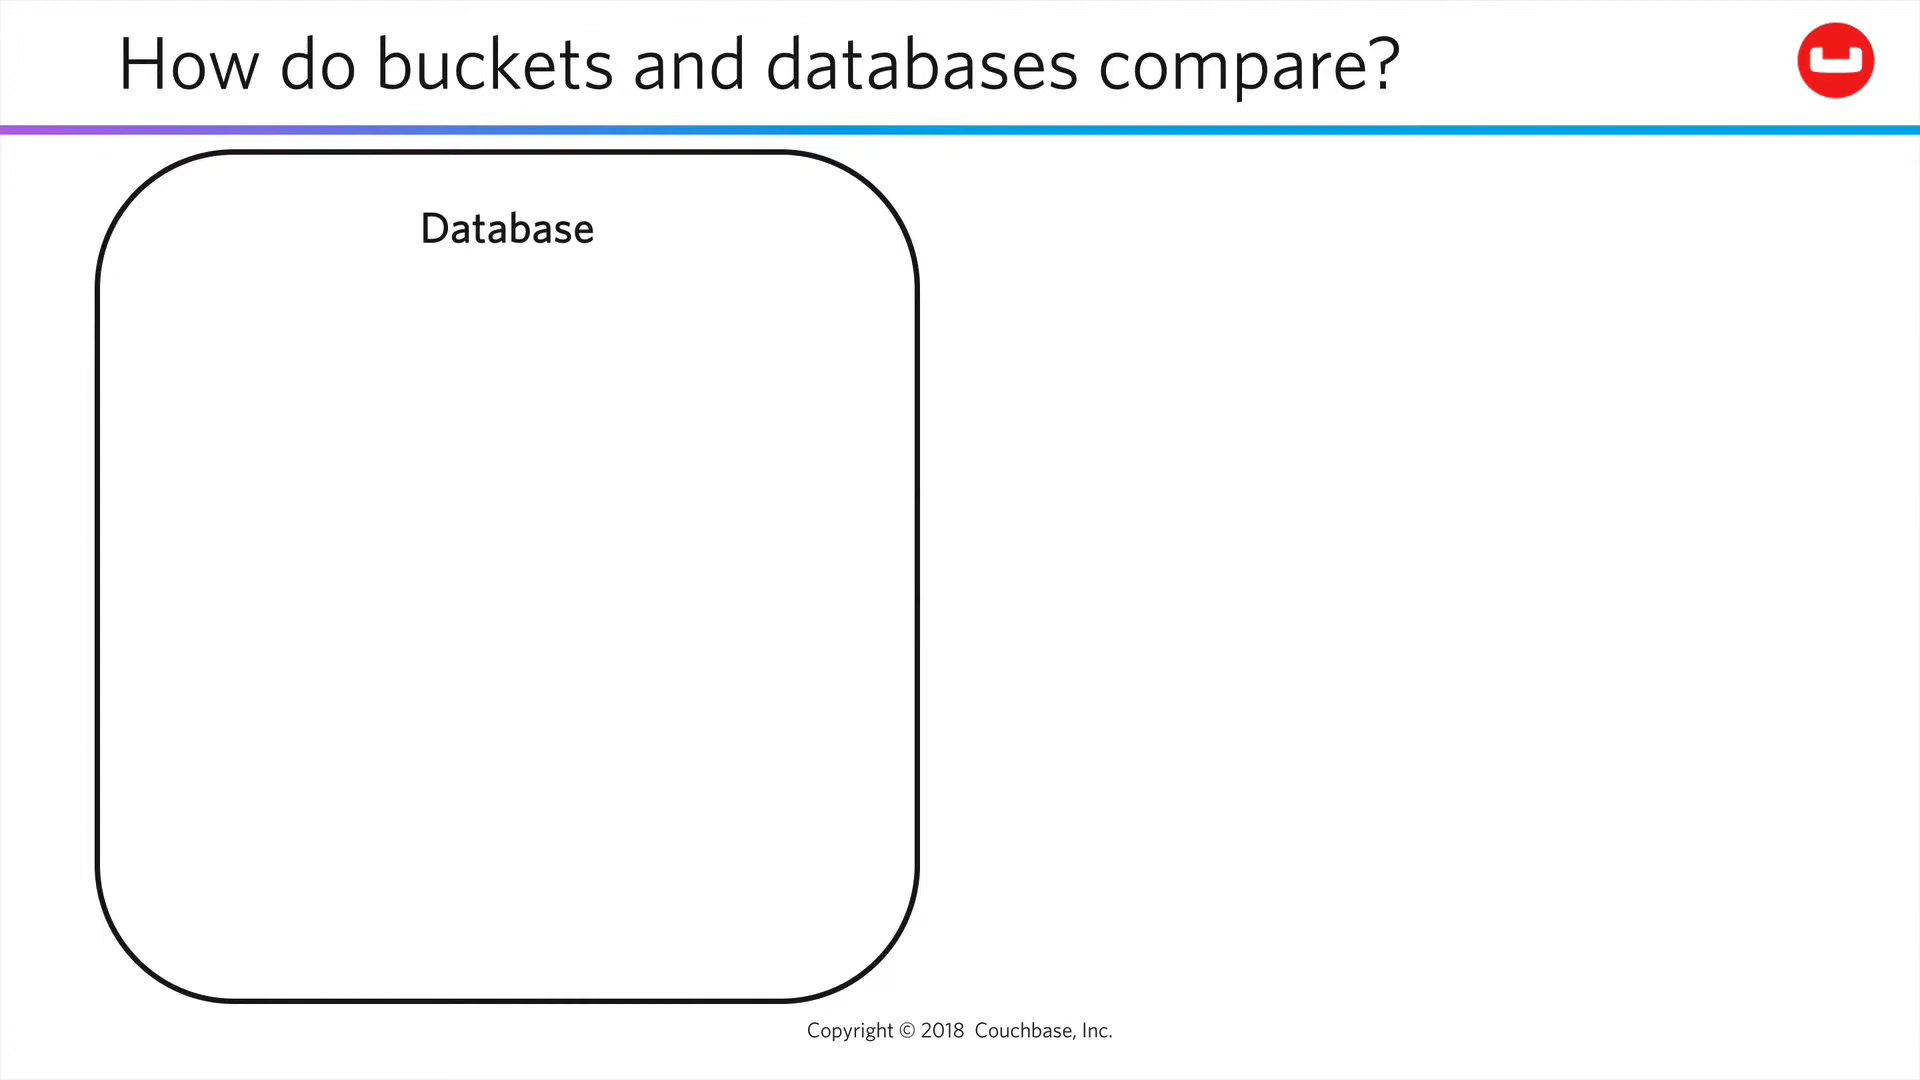 How do buckets and databases compare?
Database
Copyright © 2018 Couchbase, Inc.